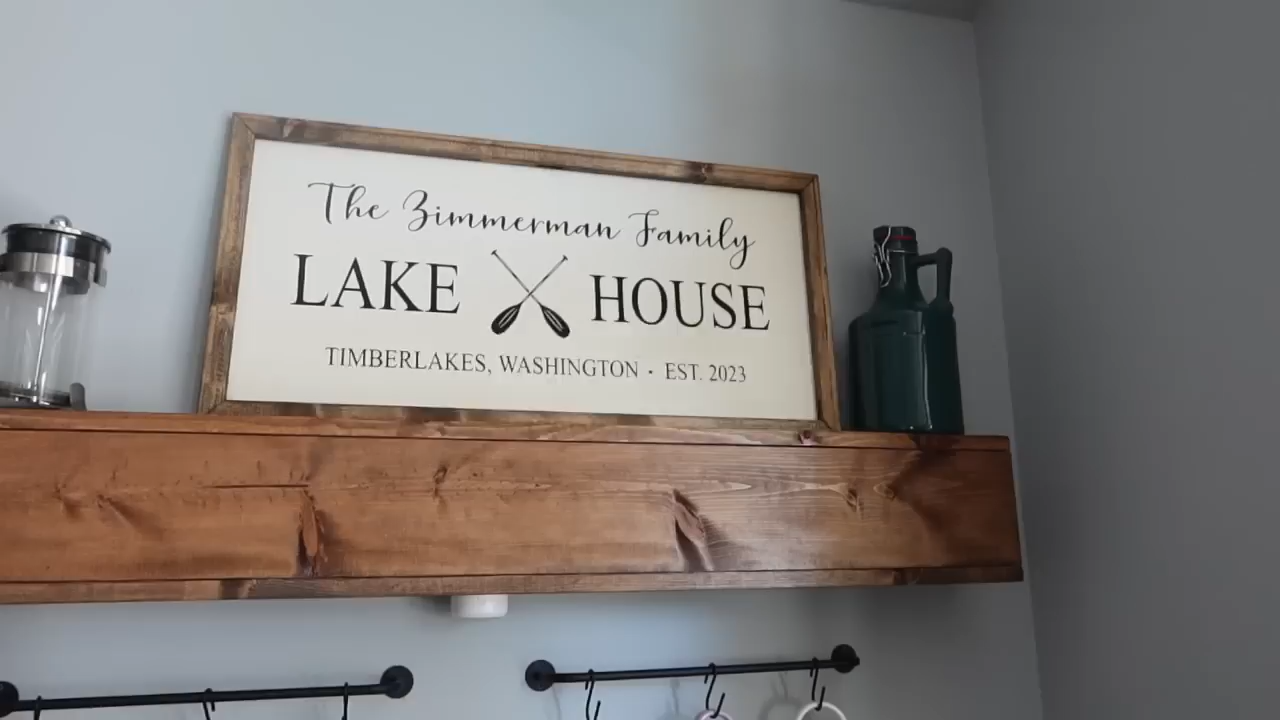 The Zimmerman Family
LAKE HOUSE
TIMBERLAKES, WASHINGTON · EST. 2023